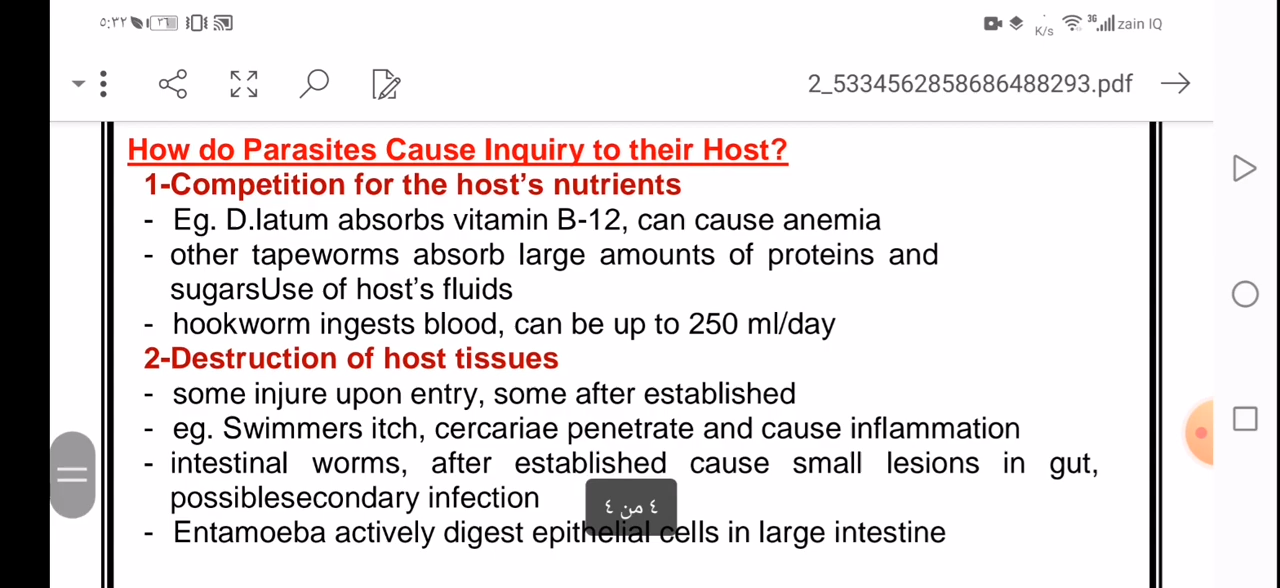 ٥:٣٢ ٢٦ 3G zain IQ
K/s
2_5334562858686488293.pdf
How do Parasites Cause Inquiry to their Host?
1-Competition for the host's nutrients
- Eg. D.latum absorbs vitamin B-12, can cause anemia
- other tapeworms absorb large amounts of proteins and
sugarsUse of host's fluids
- hookworm ingests blood, can be up to 250 ml/day
2-Destruction of host tissues
- some injure upon entry, some after established
- eg. Swimmers itch, cercariae penetrate and cause inflammation
- intestinal worms, after established cause small lesions in gut,
possiblesecondary infection
٤ من ٤
- Entamoeba actively digest epithelial cells in large intestine